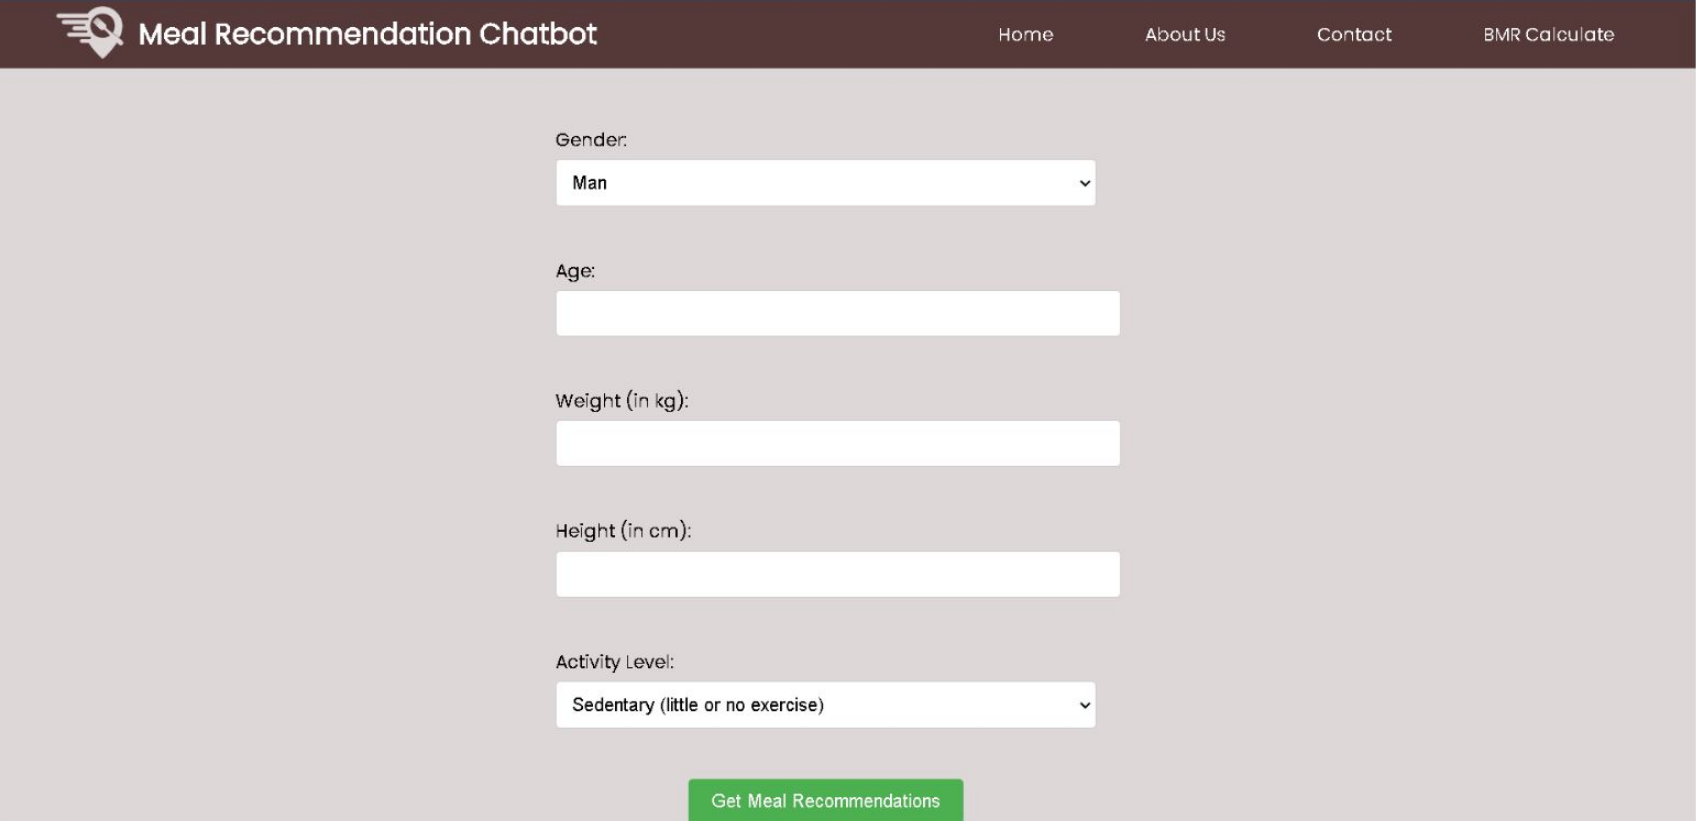 Meal Recommendation Chatbot Home About Us Contact BMR Calculate
Gender:
Man
Age:
Weight (in kg):
Height (in cm):
Activity Level:
Sedentary (little or no exercise)
Get Meal Recommendations